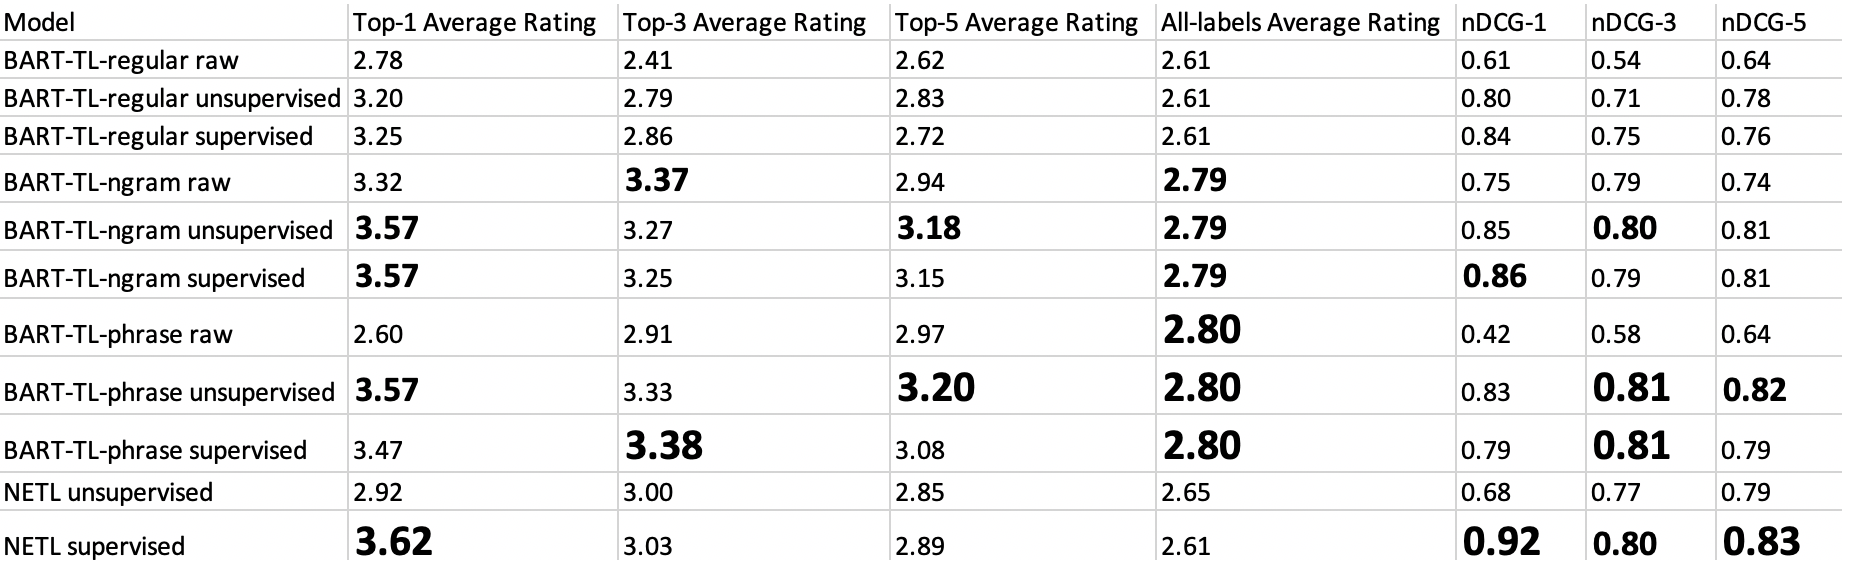 Model Top-1 Average Rating Top-3 Average Rating Top-5 Average Rating All-labels Average Rating nDCG-1 nDCG-3 nDCG-5
BART-TL-regular raw 2.78 2.41 2.62 2.61 0.61 0.54 0.64
BART-TL-regular unsupervised 3.20 2.79 2.83 2.61 0.80 0.71 0.78
BART-TL-regular supervised 3.25 2.86 2.72 2.61 0.84 0.75 0.76
BART-TL-ngram raw 3.32 3.37 2.94 2.79 0.75 0.79 0.74
BART-TL-ngram unsupervised 3.57 3.27 3.18 2.79 0.85 0.80 0.81
BART-TL-ngram supervised 3.57 3.25 3.15 2.79 0.86 0.79 0.81
BART-TL-phrase raw 2.60 2.91 2.97 2.80 0.42 0.58 0.64
BART-TL-phrase unsupervised 3.57 3.33 3.20 2.80 0.83 0.81 0.82
BART-TL-phrase supervised 3.47 3.38 3.08 2.80 0.79 0.81 0.79
NETL unsupervised 2.92 3.00 2.85 2.65 0.68 0.77 0.79
NETL supervised 3.62 3.03 2.89 2.61 0.92 0.80 0.83